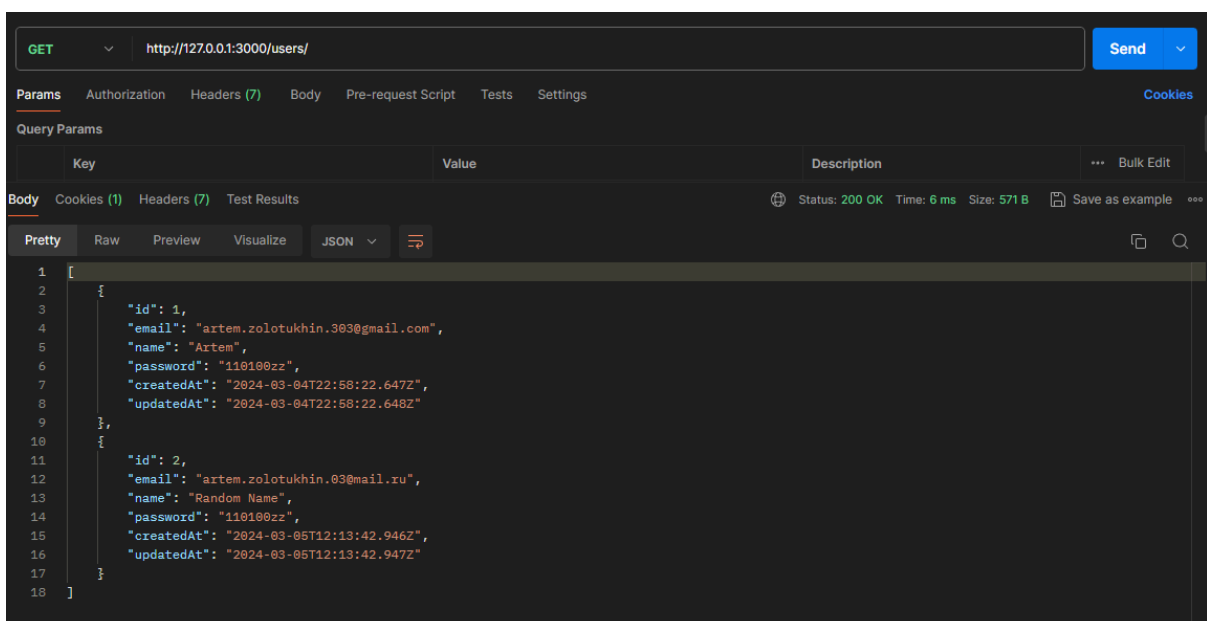 GET http://127.0.0.1:3000/users/ Send
Params Authorization Headers (7) Body Pre-request Script Tests Settings Cookies
Query Params
Key Value Description ••• Bulk Edit
Body Cookies (1) Headers (7) Test Results Status: 200 OK Time: 6 ms Size: 571 B Save as example
Pretty Raw Preview Visualize JSON
1 [
2 {
3 "id": 1,
4 "email": "artem.zolotukhin.303@gmail.com",
5 "name": "Artem",
6 "password": "110100zz",
7 "createdAt": "2024-03-04T22:58:22.647Z",
8 "updatedAt": "2024-03-04T22:58:22.648Z"
9 },
10 {
11 "id": 2,
12 "email": "artem.zolotukhin.03@mail.ru",
13 "name": "Random Name",
14 "password": "110100zz",
15 "createdAt": "2024-03-05T12:13:42.946Z",
16 "updatedAt": "2024-03-05T12:13:42.947Z"
17 }
18 ]